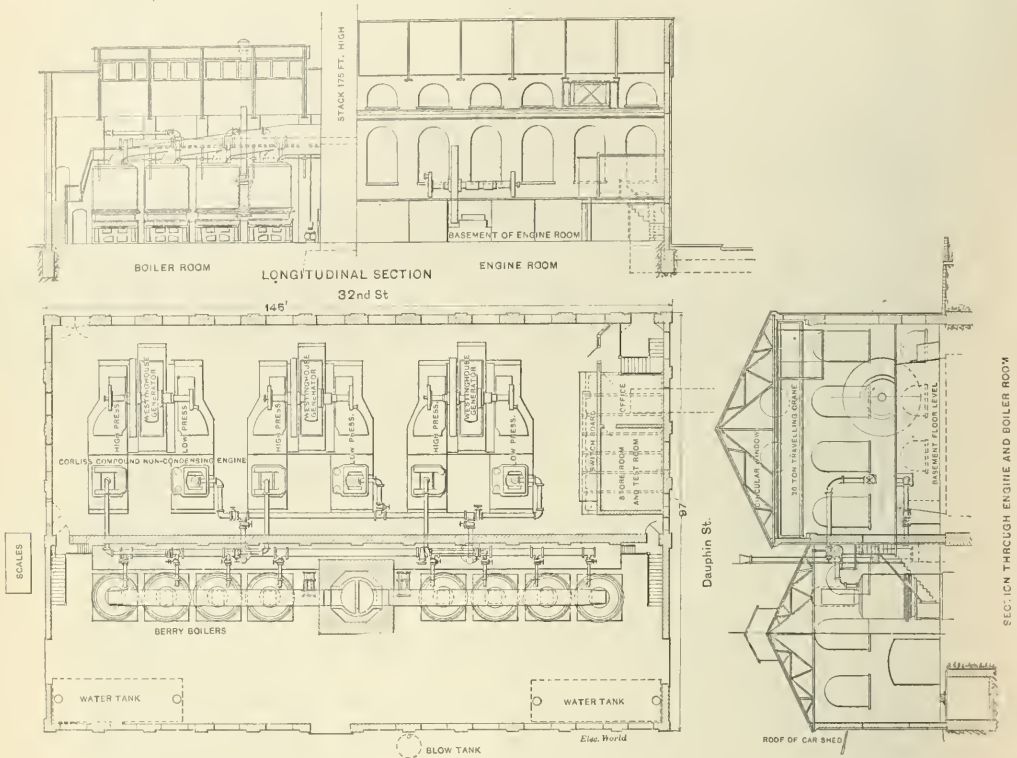 STACK 175 FT. HIGH
BASEMENT OF ENGINE ROOM
BOILER ROOM
ENGINE ROOM
LONGITUDINAL SECTION
32nd St
HIGH PRESS.
WESTINGHOUSE
GENERATOR
LOW PRESS.
HIGH PRESS.
WESTINGHOUSE
GENERATOR
LOW PRESS.
HIGH PRESS.
WESTINGHOUSE
GENERATOR
LOW PRESS.
CORLISS COMPOUND NON-CONDENSING ENGINE
SWITCH BOARD
OFFICE
STORE ROOM
AND TEST ROOM
Dauphin St.
SCALES
BERRY BOILERS
WATER TANK
WATER TANK
Elec. World
BLOW TANK
CIRCULAR WINDOW
30 TON TRAVELLING CRANE
BASEMENT FLOOR LEVEL
ROOF OF CAR SHED
SECTION THROUGH ENGINE AND BOILER ROOM